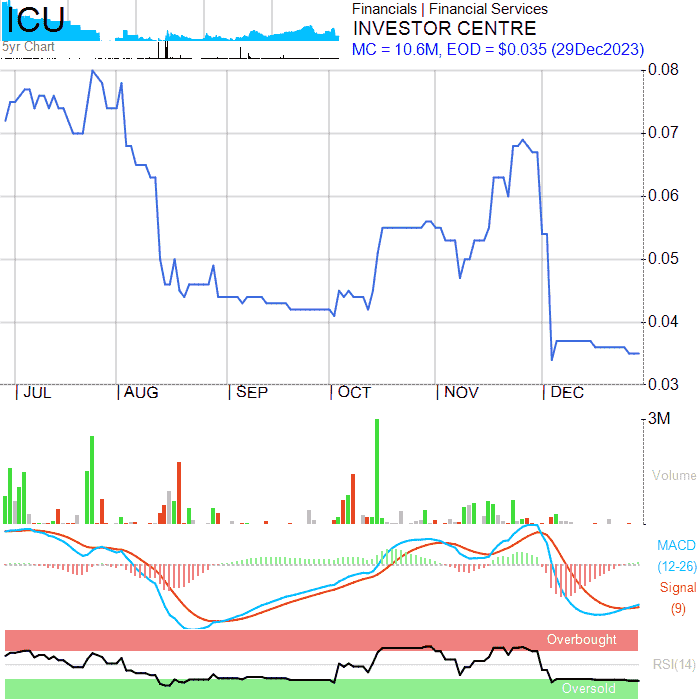 ICU
5yr Chart
Financials | Financial Services
INVESTOR CENTRE
MC = 10.6M, EOD = $0.035 (29Dec2023)
0.08
0.07
0.06
0.05
0.04
0.03
JUL AUG SEP OCT NOV DEC
3M
Volume
MACD
(12-26)
Signal
(9)
Overbought
RSI(14)
Oversold